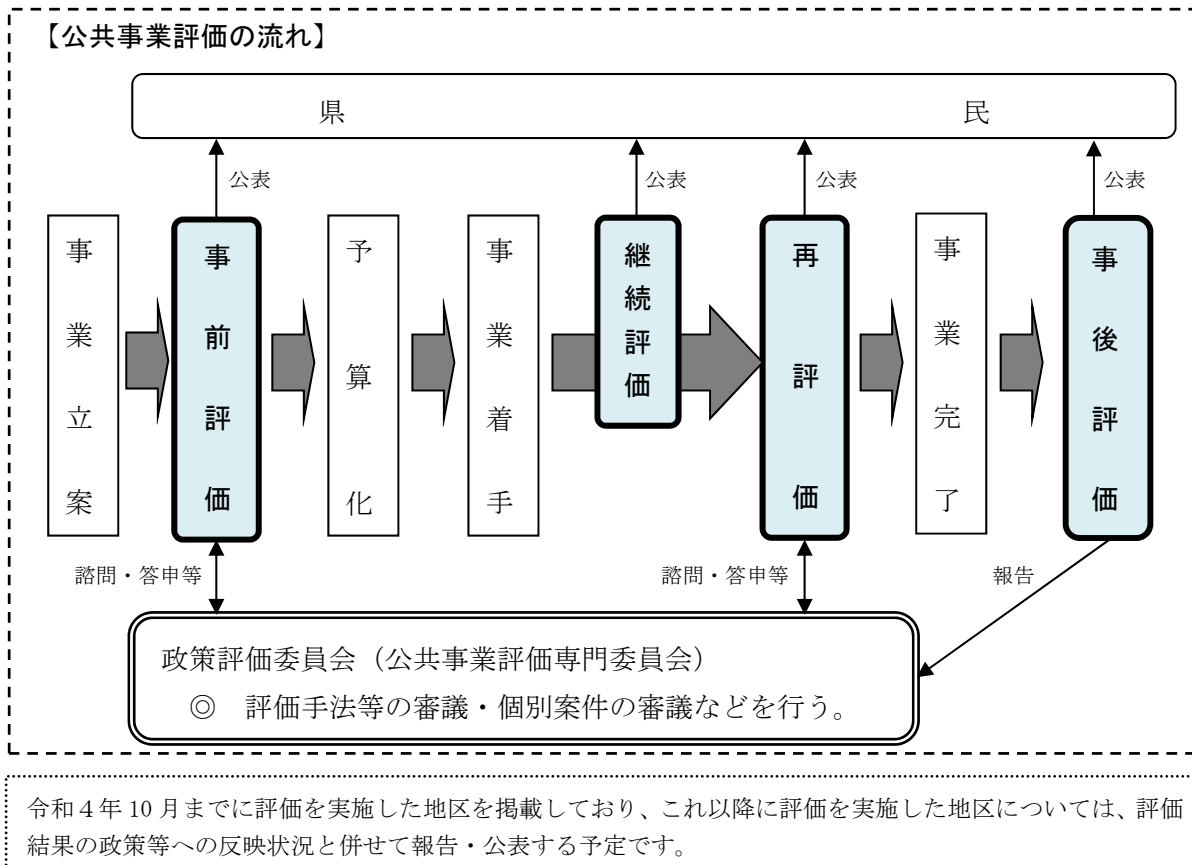 【公共事業評価の流れ】
県 民
公表
公表
公表
公表
事業立案
事前評価
予算化
事業着手
継続評価
再評価
事業完了
事後評価
諮問・答申等
諮問・答申等
報告
政策評価委員会（公共事業評価専門委員会）
◎ 評価手法等の審議・個別案件の審議などを行う。
令和４年 10 月までに評価を実施した地区を掲載しており、これ以降に評価を実施した地区については、評価
結果の政策等への反映状況と併せて報告・公表する予定です。